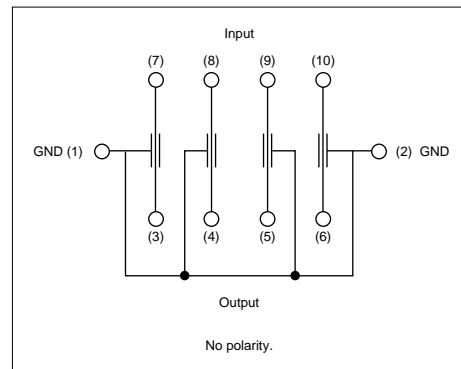 Input
(7) (8) (9) (10)
GND (1) (2) GND
(3) (4) (5) (6)
Output
No polarity.